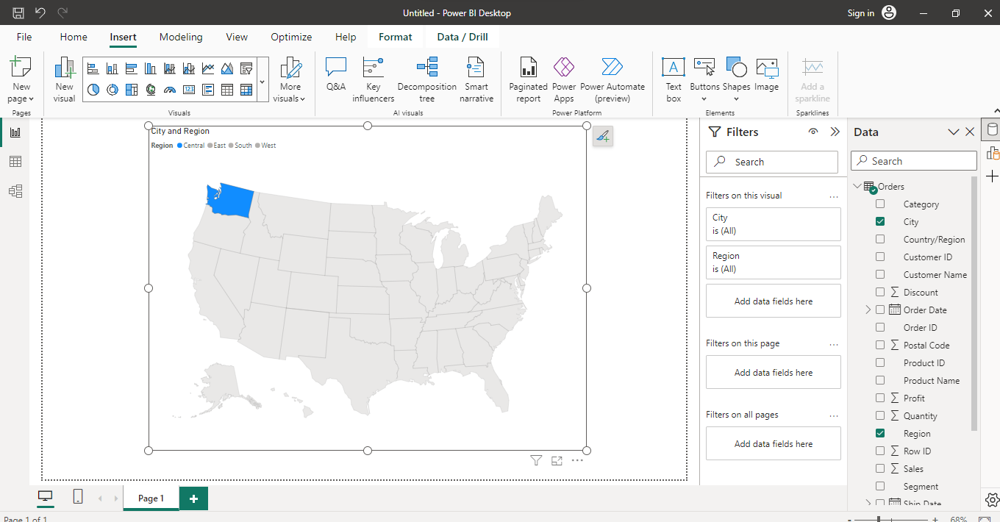 Untitled - Power BI Desktop
Sign in
File Home Insert Modeling View Optimize Help Format Data / Drill
New page
New visual
123
More visuals
Q&A
Key influencers
Decomposition tree
Smart narrative
Paginated report
Power Apps
Power Automate (preview)
A
Text box
Buttons
Shapes
Image
Add a sparkline
Pages Visuals AI visuals Power Platform Elements Sparklines
City and Region
Region Central East South West
Filters
Search
Filters on this visual ...
City
is (All)
Region
is (All)
Add data fields here
Filters on this page ...
Add data fields here
Filters on all pages ...
Add data fields here
Data
Search
Orders
Category
City
Country/Region
Customer ID
Customer Name
∑ Discount
Order Date
Order ID
∑ Postal Code
Product ID
Product Name
∑ Profit
∑ Quantity
Region
∑ Row ID
∑ Sales
Segment
Ship Date
Page 1
+
Page 1 of 1
- + 68%